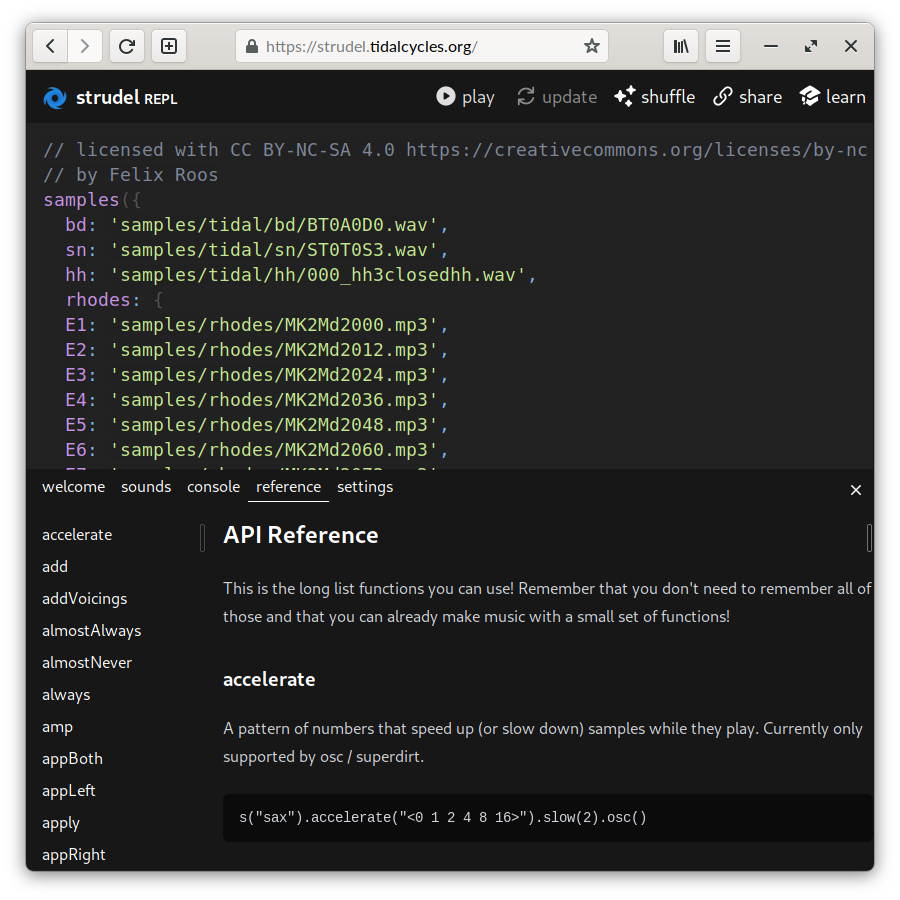 https://strudel.tidalcycles.org/
strudel REPL
play
update
shuffle
share
learn
// licensed with CC BY-NC-SA 4.0 https://creativecommons.org/licenses/by-nc
// by Felix Roos
samples({
bd: 'samples/tidal/bd/BT0A0D0.wav',
sn: 'samples/tidal/sn/ST0T0S3.wav',
hh: 'samples/tidal/hh/000_hh3closedhh.wav',
rhodes: {
E1: 'samples/rhodes/MK2Md2000.mp3',
E2: 'samples/rhodes/MK2Md2012.mp3',
E3: 'samples/rhodes/MK2Md2024.mp3',
E4: 'samples/rhodes/MK2Md2036.mp3',
E5: 'samples/rhodes/MK2Md2048.mp3',
E6: 'samples/rhodes/MK2Md2060.mp3',
welcome
sounds
console
reference
settings
accelerate
add
addVoicings
almostAlways
almostNever
always
amp
appBoth
appLeft
apply
appRight
API Reference
This is the long list functions you can use! Remember that you don't need to remember all of
those and that you can already make music with a small set of functions!
accelerate
A pattern of numbers that speed up (or slow down) samples while they play. Currently only
supported by osc / superdirt.
s("sax").accelerate("<0 1 2 4 8 16>").slow(2).osc()